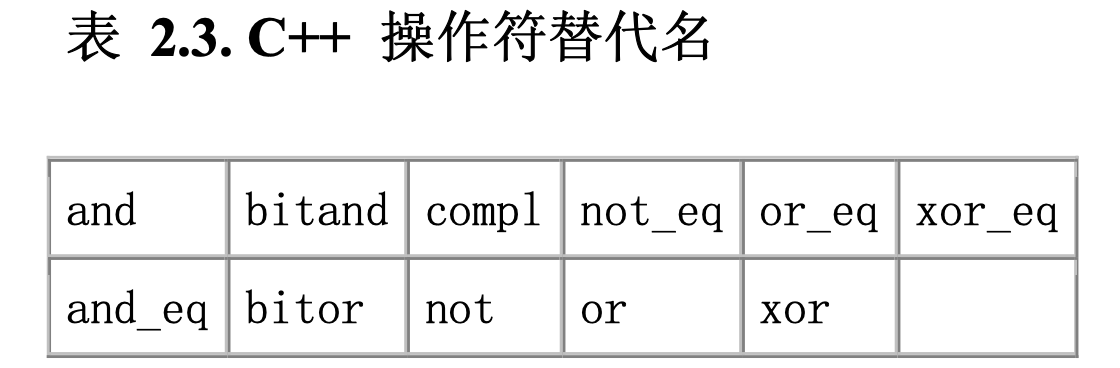 表 2.3. C++ 操作符替代名
and bitand compl not_eq or_eq xor_eq
and_eq bitor not or xor